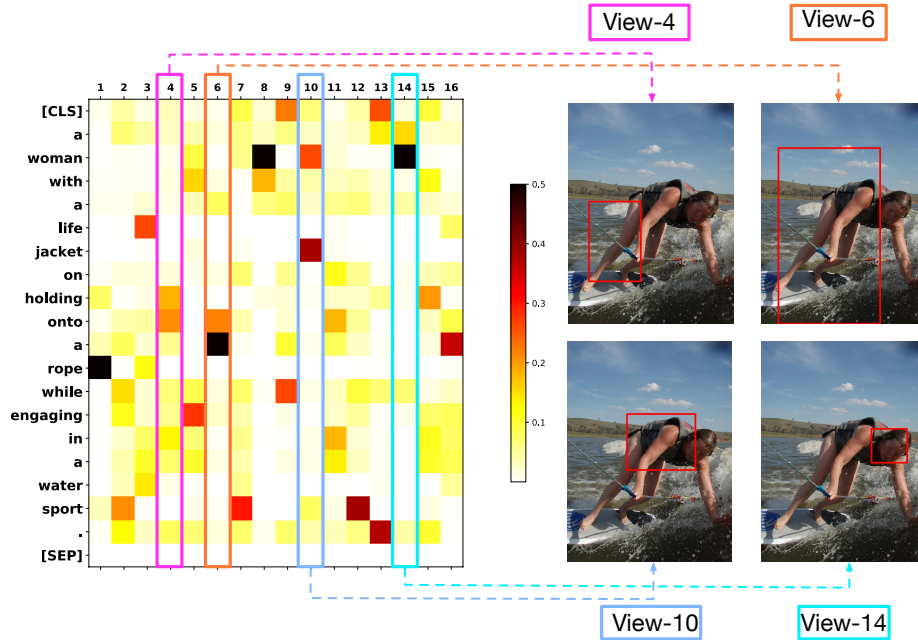 View-4
View-6
1 2 3 4 5 6 7 8 9 10 11 12 13 14 15 16
[CLS]
a
woman
with
a
life
jacket
on
holding
onto
a
rope
while
engaging
in
a
water
sport
.
[SEP]
0.5
0.4
0.3
0.2
0.1
View-10
View-14